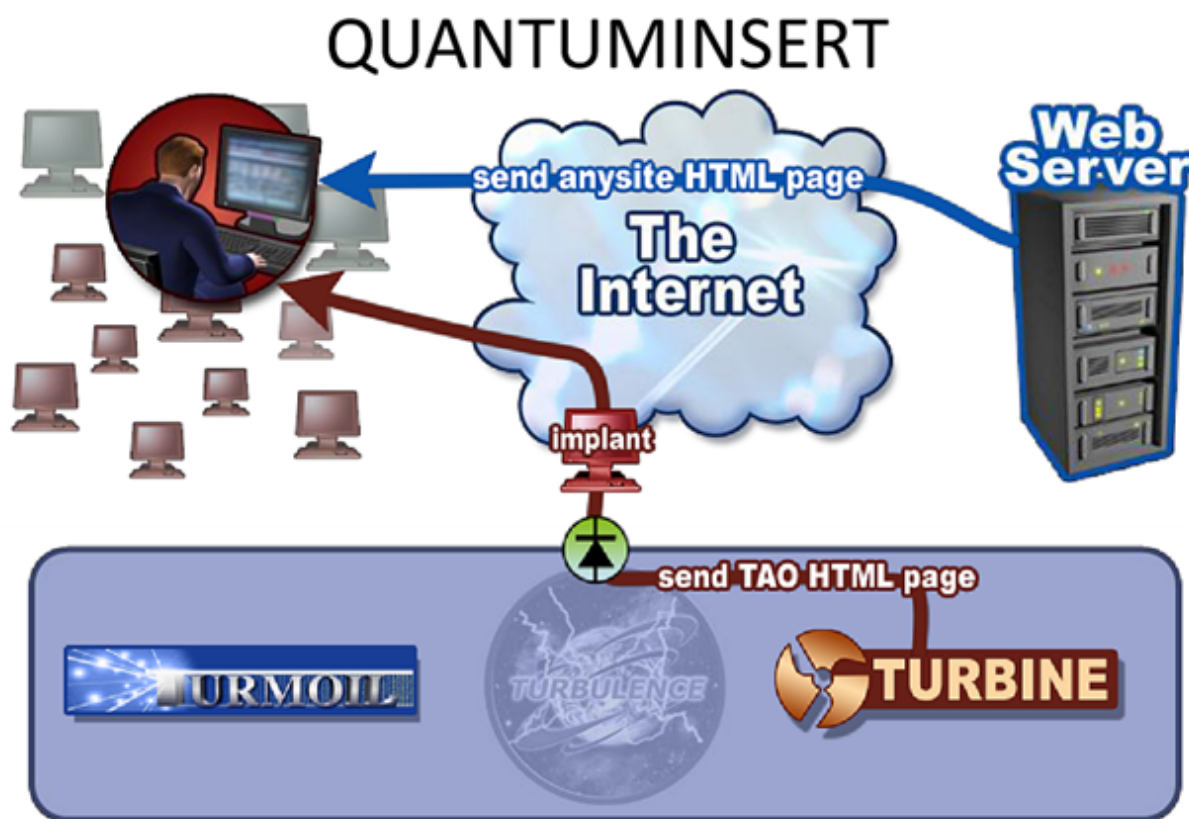 QUANTUMINSERT
Web
Server
send anysite HTML page
The
Internet
implant
send TAO HTML page
TURMOIL
TURBULENCE
TURBINE